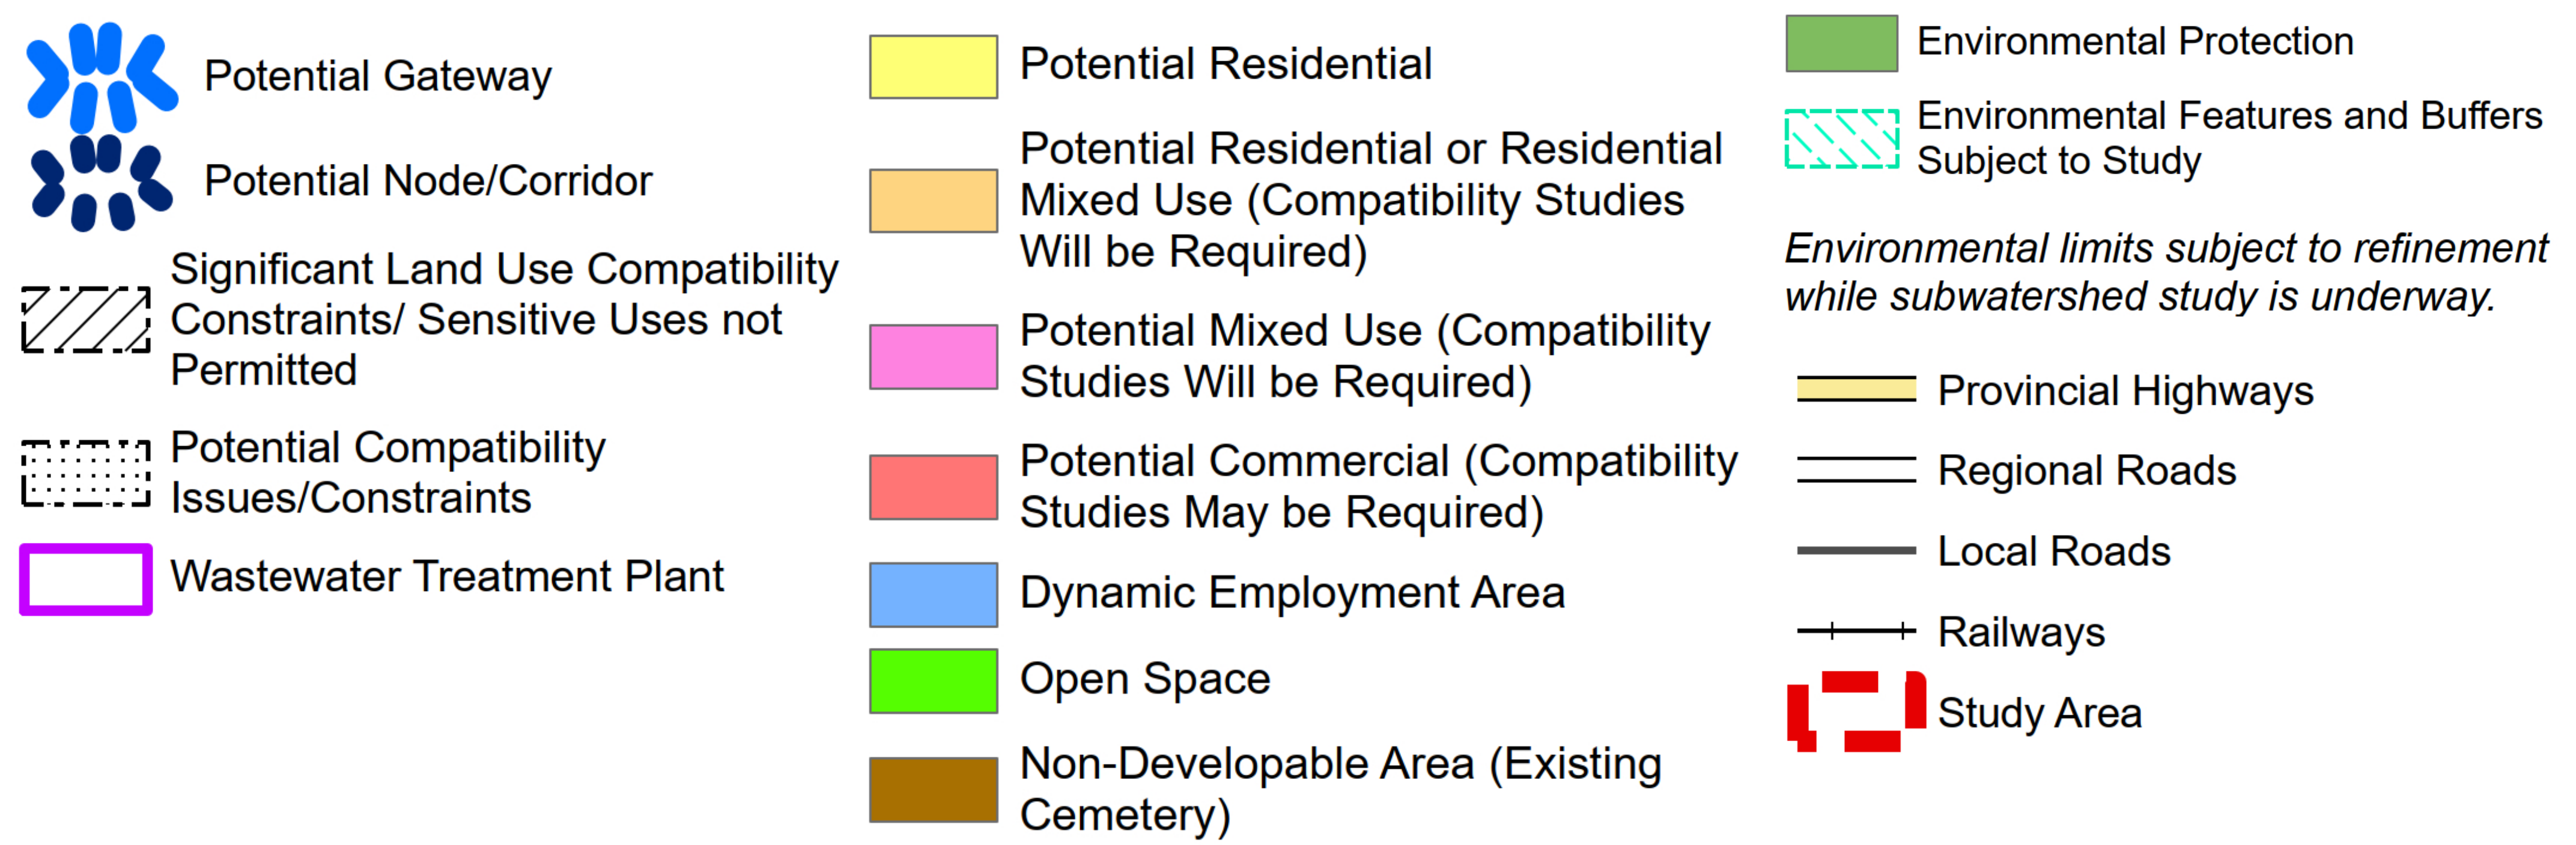 Potential Gateway
Potential Node/Corridor
Significant Land Use Compatibility
Constraints/ Sensitive Uses not
Permitted
Potential Compatibility
Issues/Constraints
Wastewater Treatment Plant
Potential Residential
Potential Residential or Residential
Mixed Use (Compatibility Studies
Will be Required)
Potential Mixed Use (Compatibility
Studies Will be Required)
Potential Commercial (Compatibility
Studies May be Required)
Dynamic Employment Area
Open Space
Non-Developable Area (Existing
Cemetery)
Environmental Protection
Environmental Features and Buffers
Subject to Study
Environmental limits subject to refinement
while subwatershed study is underway.
Provincial Highways
Regional Roads
Local Roads
Railways
Study Area